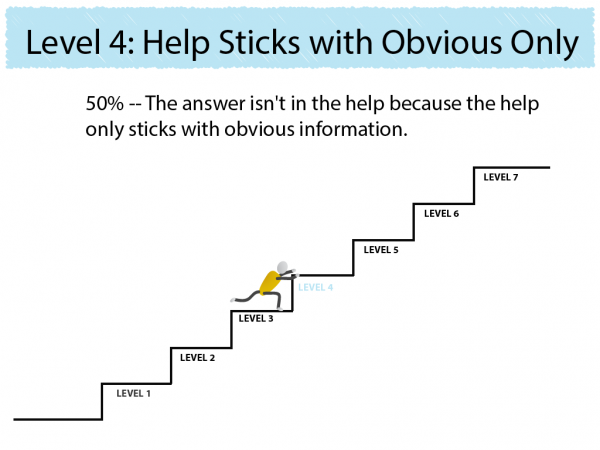 Level 4: Help Sticks with Obvious Only
50% -- The answer isn't in the help because the help
only sticks with obvious information.
LEVEL 7
LEVEL 6
LEVEL 5
LEVEL 4
LEVEL 3
LEVEL 2
LEVEL 1